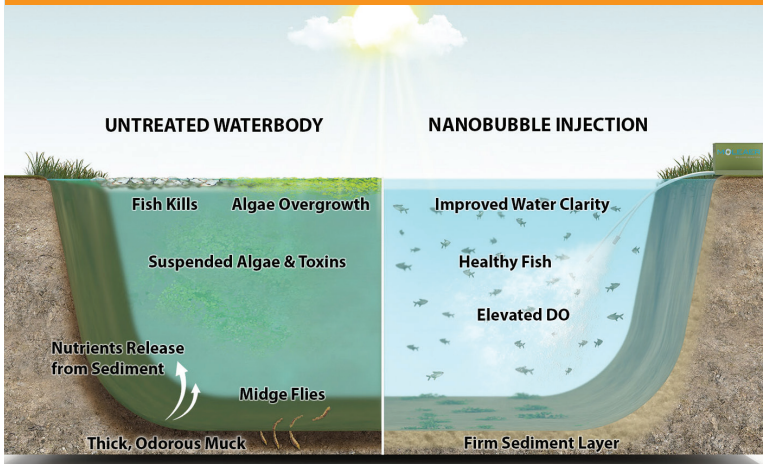 UNTREATED WATERBODY
NANOBUBBLE INJECTION
Fish Kills
Algae Overgrowth
Improved Water Clarity
Suspended Algae & Toxins
Healthy Fish
Elevated DO
Nutrients Release
from Sediment
Midge Flies
Thick, Odorous Muck
Firm Sediment Layer